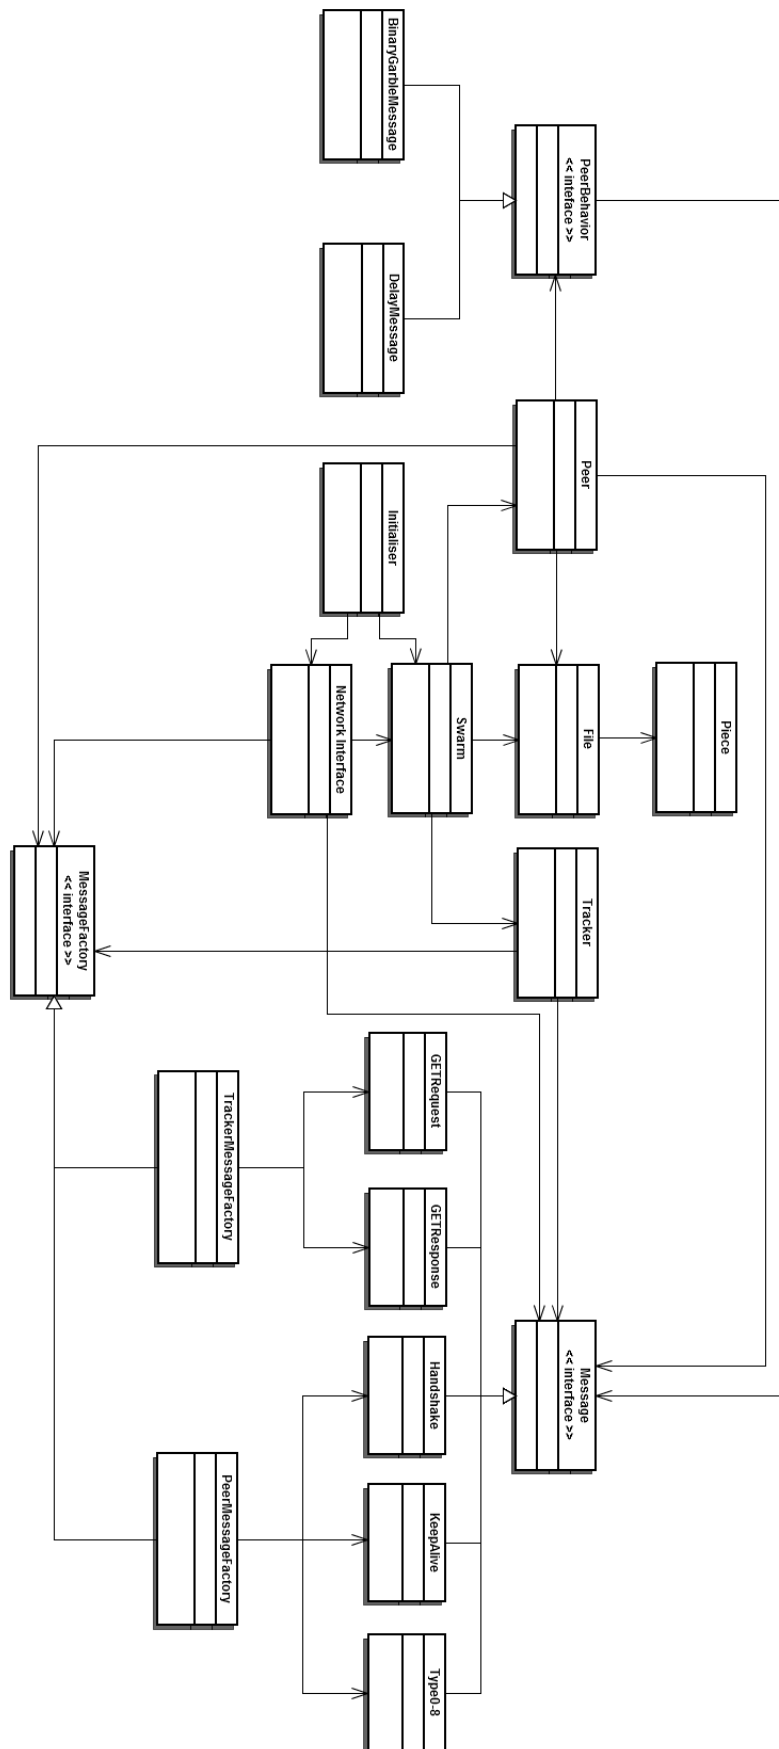 PeerBehavior
<< inteface >>
BinaryGarbleMessage
DelayMessage
Peer
Initialiser
Piece
File
Swarm
Network Interface
Tracker
MessageFactory
<< interface >>
GETRequest
GETResponse
TrackerMessageFactory
Message
<< interface >>
Handshake
KeepAlive
PeerMessageFactory
Type0-8